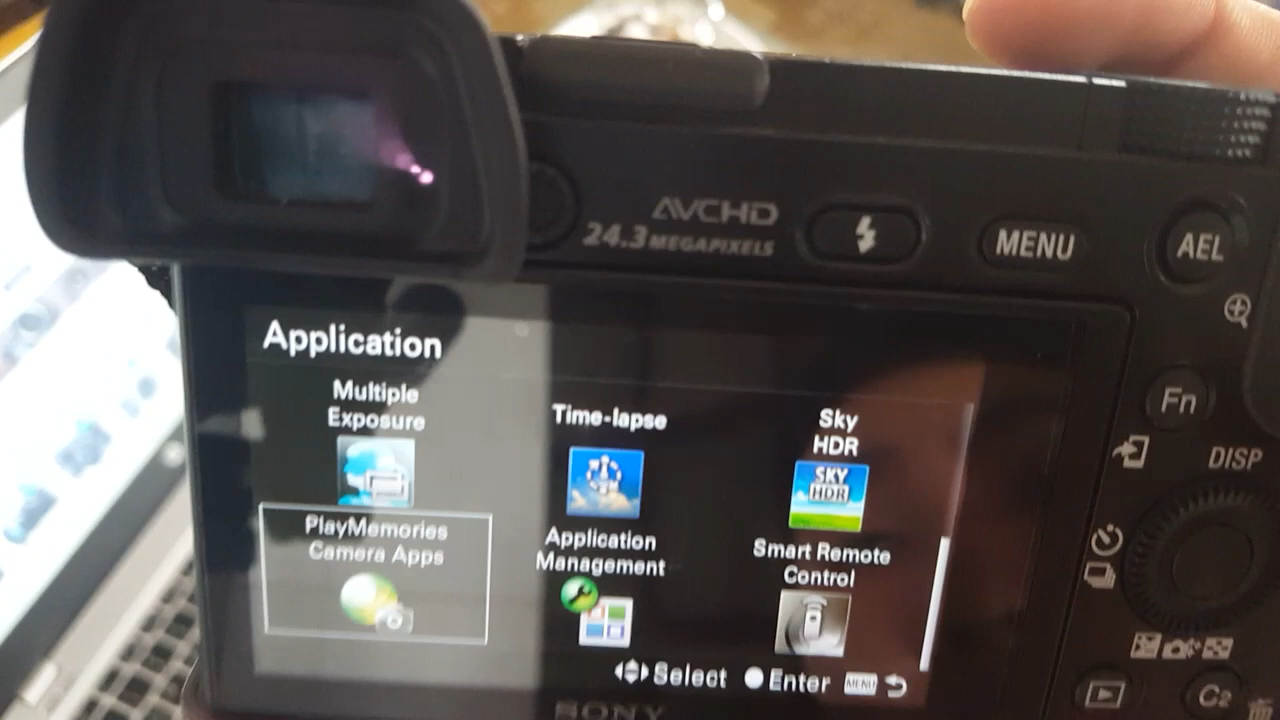 AVCHD
24.3 MEGAPIXELS
MENU
AEL
Application
Multiple
Exposure
Time-lapse
Sky
HDR
SKY
HDR
PlayMemories
Camera Apps
Application
Management
Smart Remote
Control
Select
Enter
MENU
Fn
DISP
C2
SONY